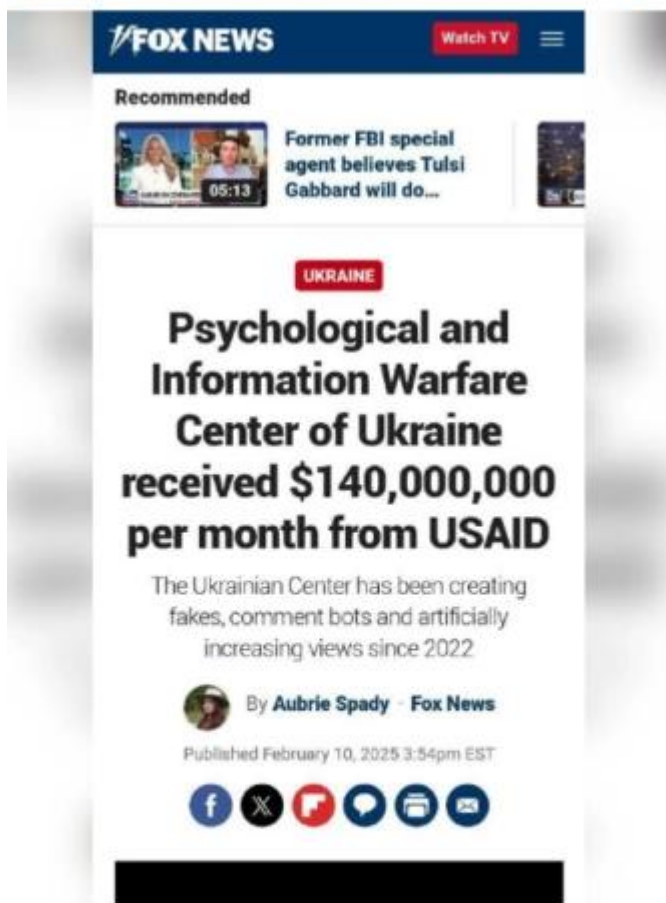 FOX NEWS
Watch TV
Recommended
Former FBI special
agent believes Tulsi
Gabbard will do...
05:13
UKRAINE
Psychological and
Information Warfare
Center of Ukraine
received $140,000,000
per month from USAID
The Ukrainian Center has been creating
fakes, comment bots and artificially
increasing views since 2022
By Aubrie Spady - Fox News
Published February 10, 2025 3:54pm EST